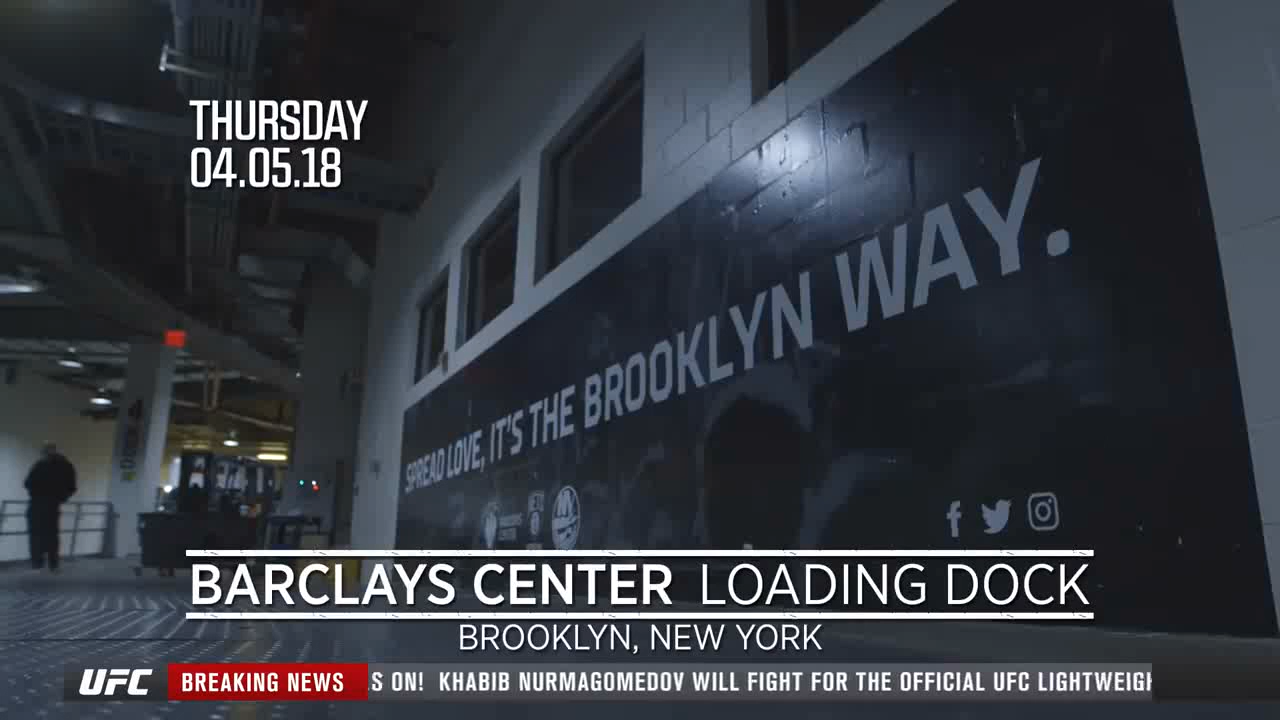 THURSDAY
04.05.18
SPREAD LOVE, IT'S THE BROOKLYN WAY.
NETS
BARCLAYS CENTER LOADING DOCK
BROOKLYN, NEW YORK
UFC BREAKING NEWS S ON! KHABIB NURMAGOMEDOV WILL FIGHT FOR THE OFFICIAL UFC LIGHTWEIGH